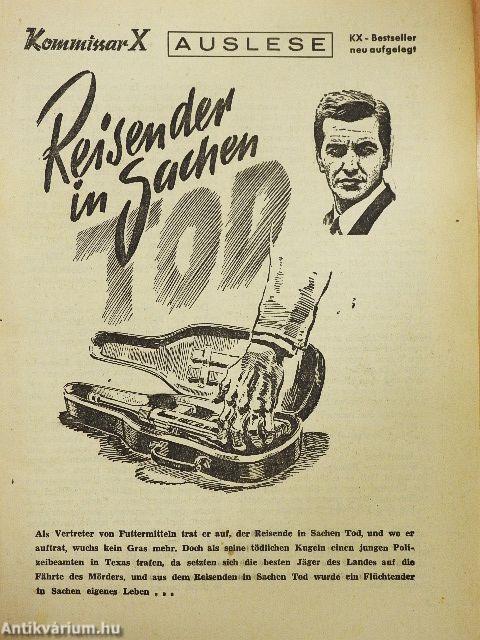 Kommissar X
AUSLESE
KX - Bestseller
neu aufgelegt
Reisender
in Sachen
TOD
Als Vertreter von Futtermitteln trat er auf, der Reisende in Sachen Tod, und wo er
auftrat, wuchs kein Gras mehr. Doch als seine tödlichen Kugeln einen jungen Poli-
zeibeamten in Texas trafen, da setzten sich die besten Jäger des Landes auf die
Fährte des Mörders, und aus dem Reisenden in Sachen Tod wurde ein Flüchtender
in Sachen eigenes Leben . . .
Antikvárium.hu